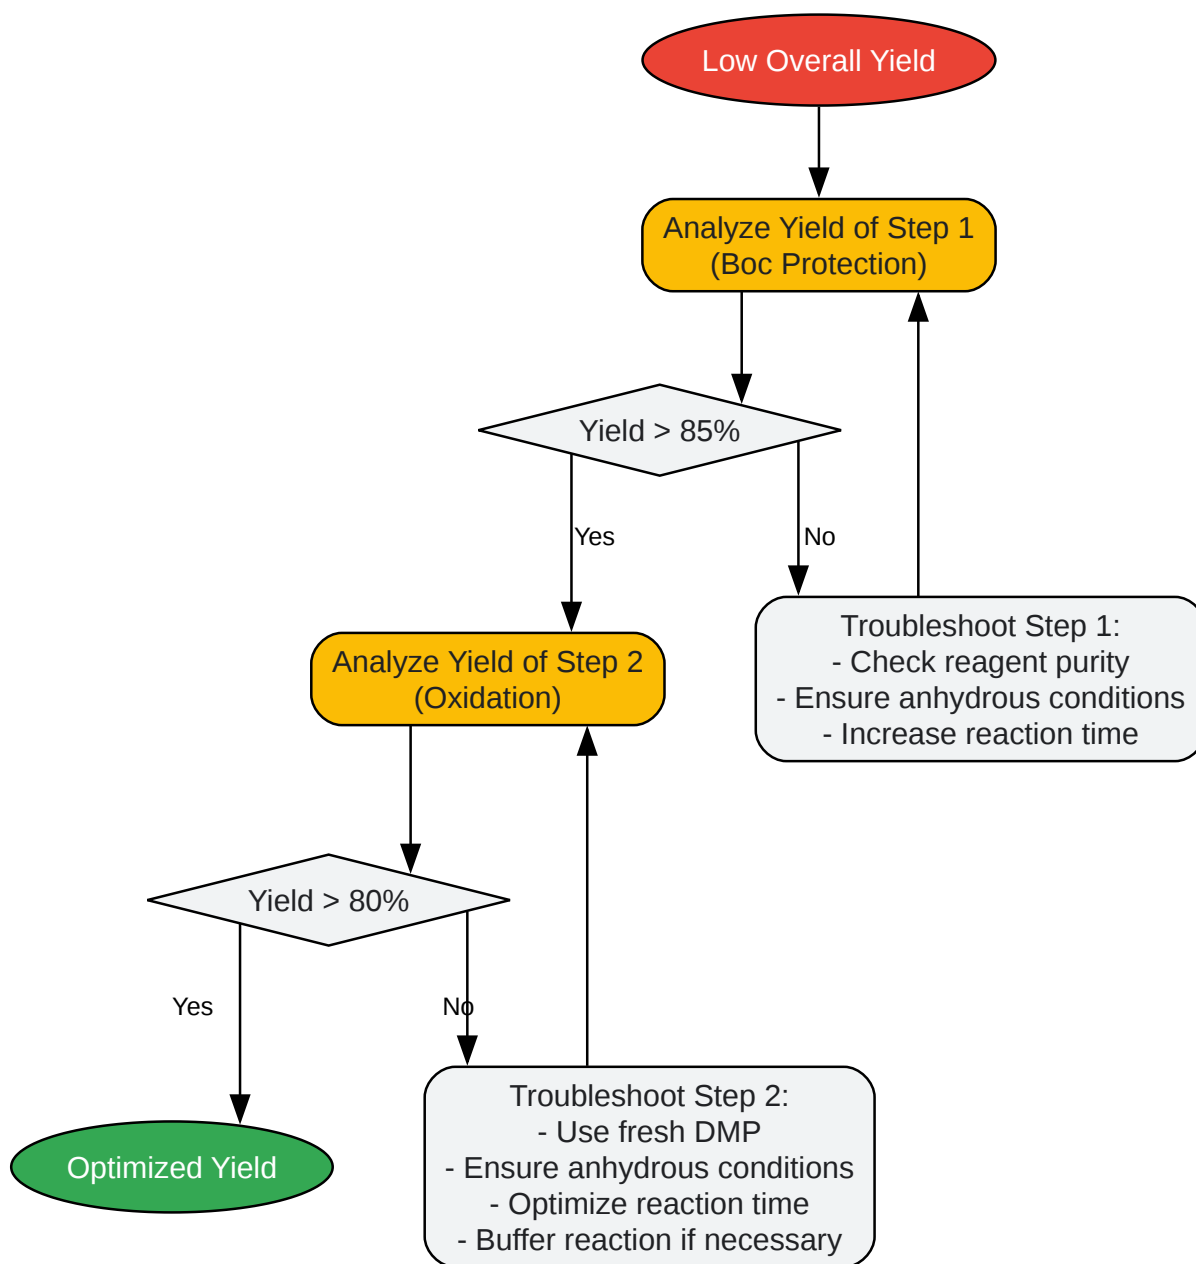 Low Overall Yield
Analyze Yield of Step 1
(Boc Protection)
Yield > 85%
Yes
No
Troubleshoot Step 1:
- Check reagent purity
- Ensure anhydrous conditions
- Increase reaction time
Analyze Yield of Step 2
(Oxidation)
Yield > 80%
Yes
No
Troubleshoot Step 2:
- Use fresh DMP
- Ensure anhydrous conditions
- Optimize reaction time
- Buffer reaction if necessary
Optimized Yield